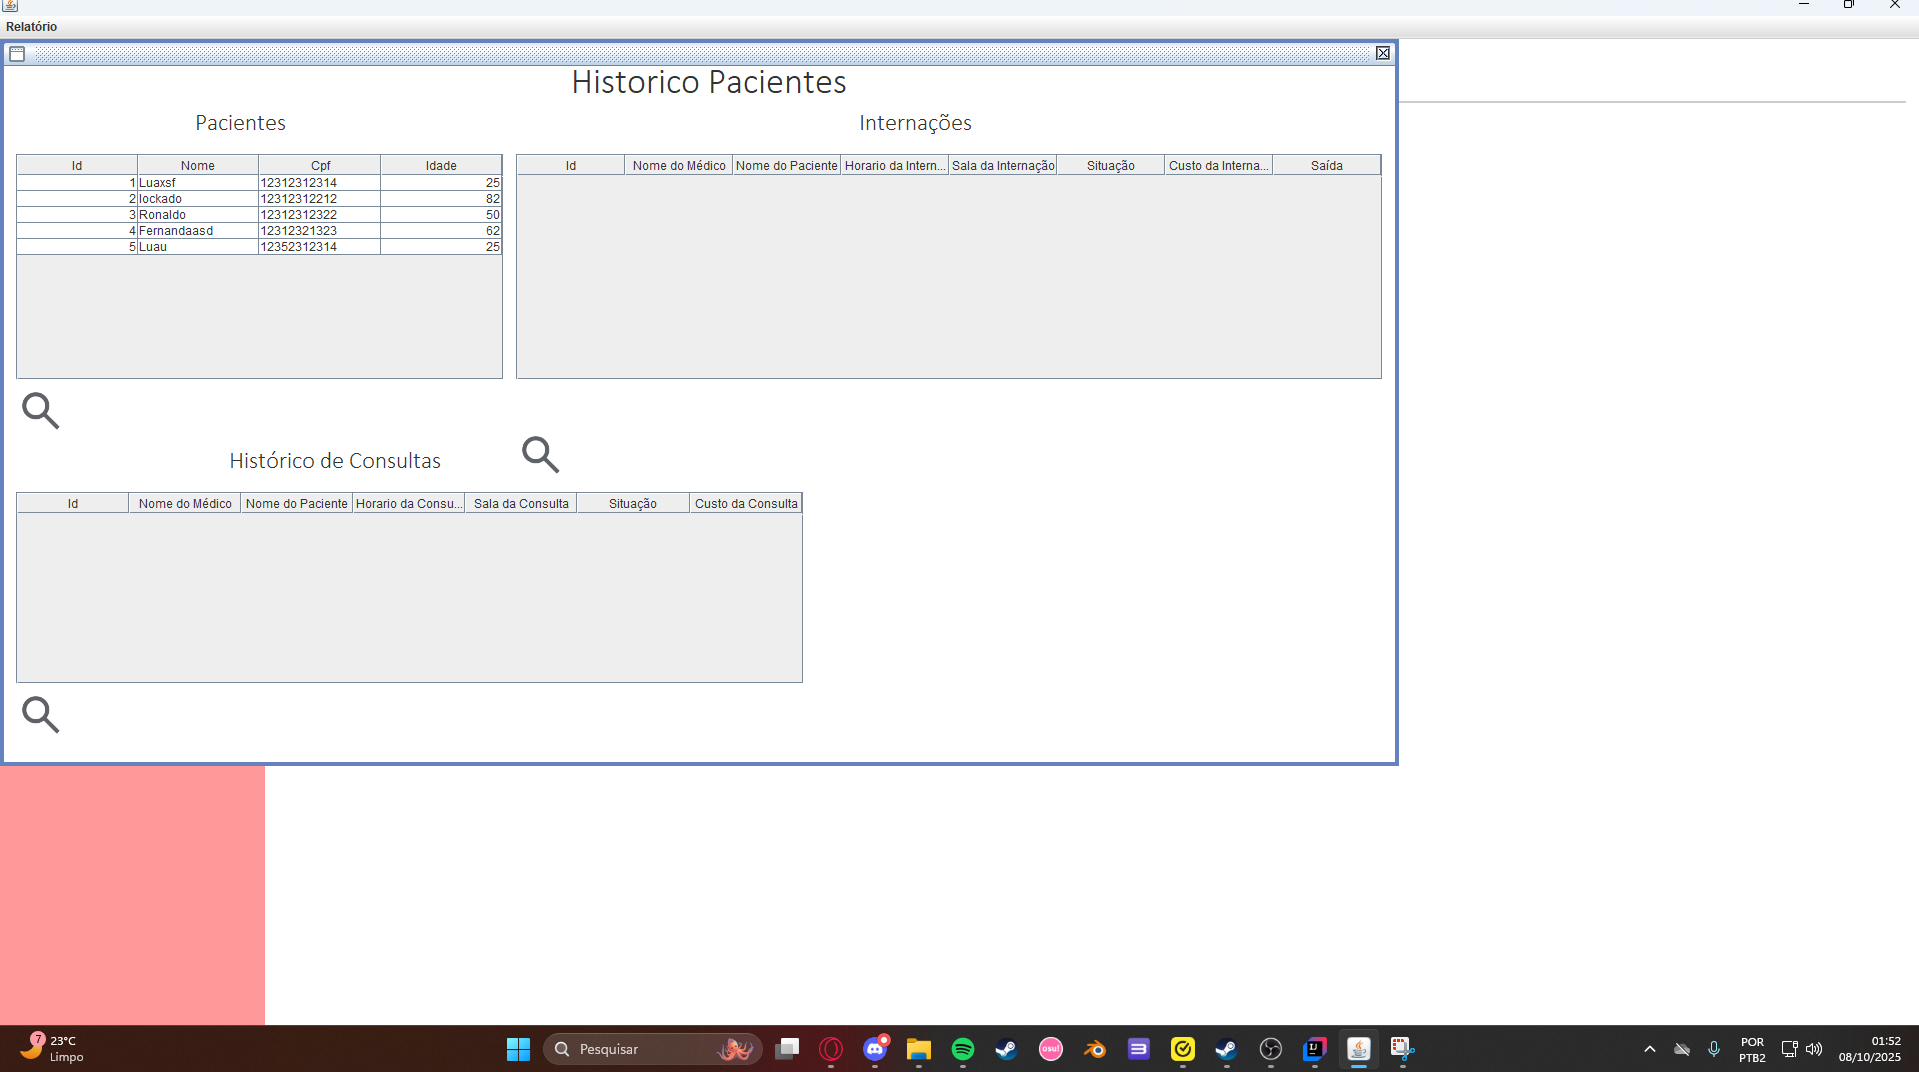 Relatório
Historico Pacientes
Pacientes
Internações
Id Nome Cpf Idade
1 Luaxsf 12312312314 25
2 lockado 12312312212 82
3 Ronaldo 12312312322 50
4 Fernandaasd 12312321323 62
5 Luau 12352312314 25
Id Nome do Médico Nome do Paciente Horario da Intern... Sala da Internação Situação Custo da Interna... Saída
Histórico de Consultas
Id Nome do Médico Nome do Paciente Horario da Consu... Sala da Consulta Situação Custo da Consulta
7
23°C
Limpo
Pesquisar
osu!
POR
PTB2
01:52
08/10/2025